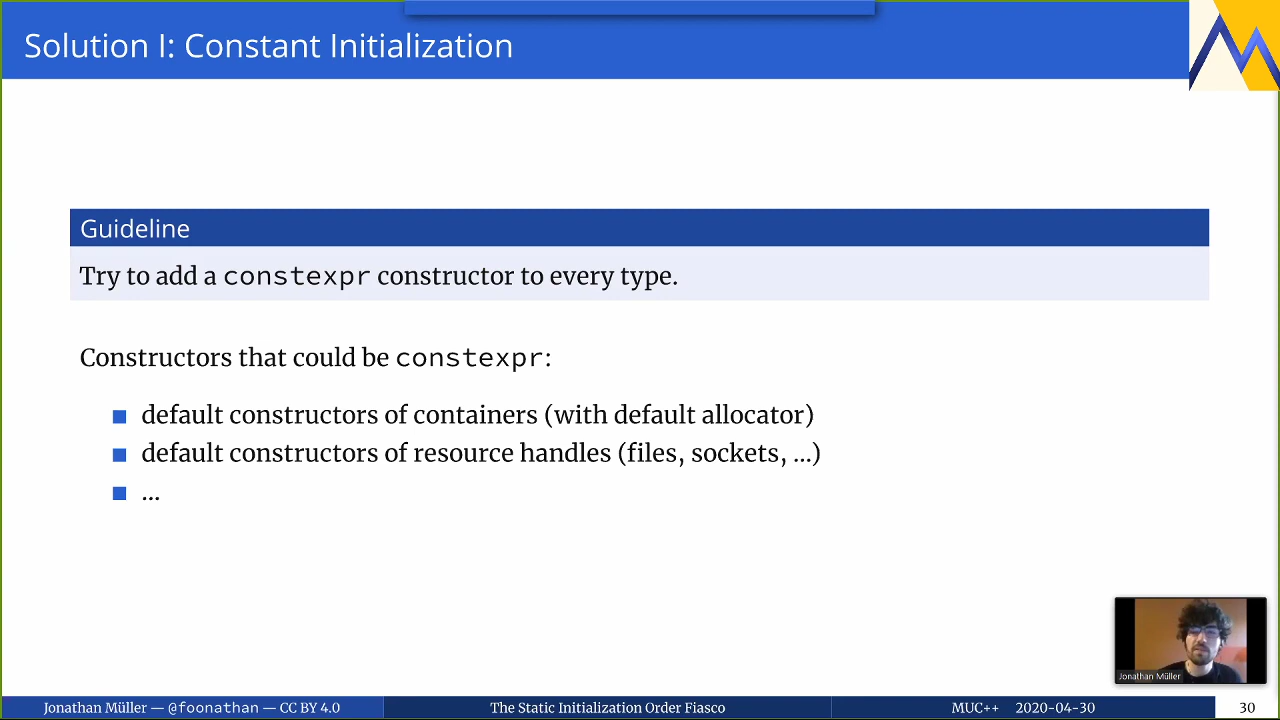 Solution I: Constant Initialization
Guideline
Try to add a constexpr constructor to every type.
Constructors that could be constexpr:
default constructors of containers (with default allocator)
default constructors of resource handles (files, sockets, ...)
...
Jonathan Müller
Jonathan Müller — @foonathan — CC BY 4.0
The Static Initialization Order Fiasco
MUC++ 2020-04-30
30